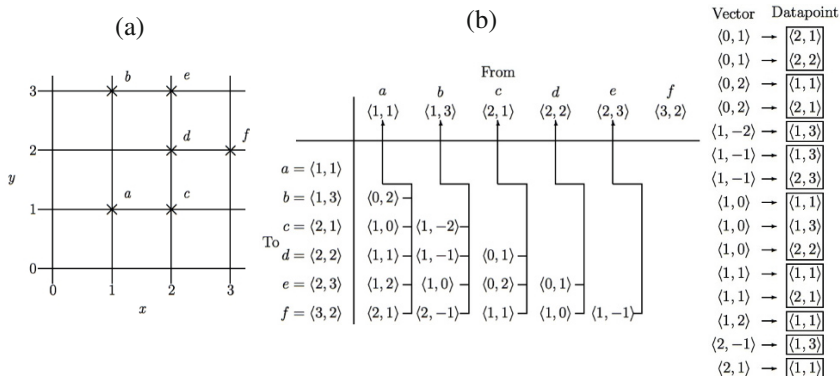 (a)
b e
3
d f
2
y
a c
1
0
0 1 2 3
x
(b)
From
a b c d e f
⟨1, 1⟩ ⟨1, 3⟩ ⟨2, 1⟩ ⟨2, 2⟩ ⟨2, 3⟩ ⟨3, 2⟩
a = ⟨1, 1⟩
b = ⟨1, 3⟩ ⟨0, 2⟩
c = ⟨2, 1⟩ ⟨1, 0⟩ ⟨1, −2⟩
To
d = ⟨2, 2⟩ ⟨1, 1⟩ ⟨1, −1⟩ ⟨0, 1⟩
e = ⟨2, 3⟩ ⟨1, 2⟩ ⟨1, 0⟩ ⟨0, 2⟩ ⟨0, 1⟩
f = ⟨3, 2⟩ ⟨2, 1⟩ ⟨2, −1⟩ ⟨1, 1⟩ ⟨1, 0⟩ ⟨1, −1⟩
Vector Datapoint
⟨0, 1⟩ → ⟨2, 1⟩
⟨0, 1⟩ → ⟨2, 2⟩
⟨0, 2⟩ → ⟨1, 1⟩
⟨0, 2⟩ → ⟨2, 1⟩
⟨1, −2⟩ → ⟨1, 3⟩
⟨1, −1⟩ → ⟨1, 3⟩
⟨1, −1⟩ → ⟨2, 3⟩
⟨1, 0⟩ → ⟨1, 1⟩
⟨1, 0⟩ → ⟨1, 3⟩
⟨1, 0⟩ → ⟨2, 2⟩
⟨1, 1⟩ → ⟨1, 1⟩
⟨1, 1⟩ → ⟨2, 1⟩
⟨1, 2⟩ → ⟨1, 1⟩
⟨2, −1⟩ → ⟨1, 3⟩
⟨2, 1⟩ → ⟨1, 1⟩